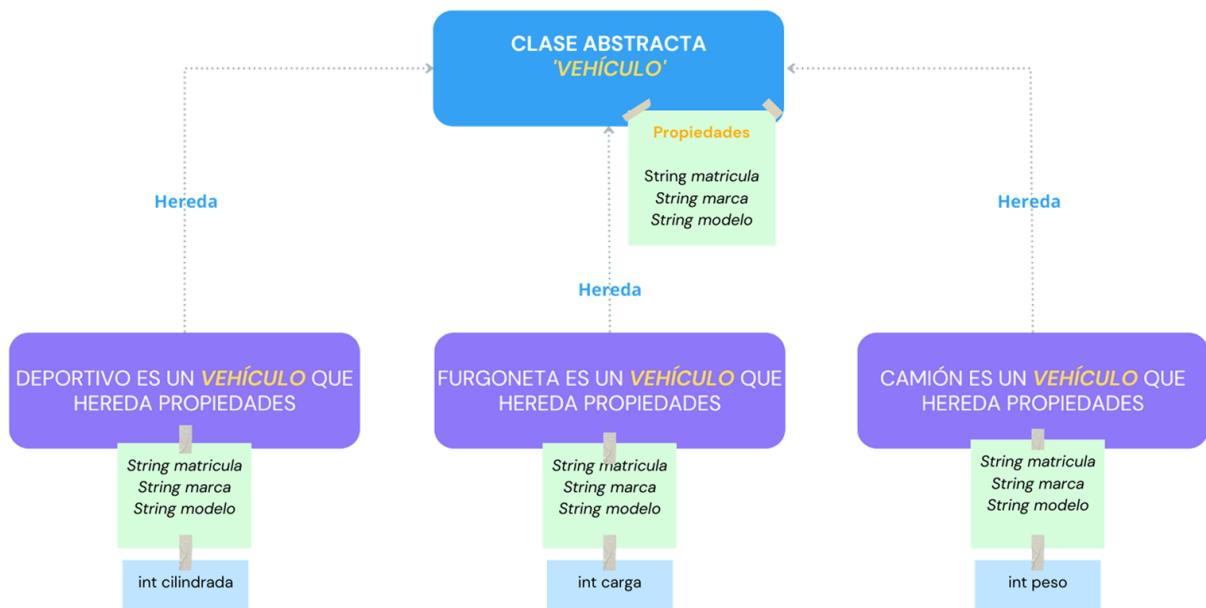 CLASE ABSTRACTA
'VEHÍCULO'
Propiedades
String matricula
String marca
String modelo
Hereda
Hereda
Hereda
DEPORTIVO ES UN VEHÍCULO QUE
HEREDA PROPIEDADES
String matricula
String marca
String modelo
int cilindrada
FURGONETA ES UN VEHÍCULO QUE
HEREDA PROPIEDADES
String matricula
String marca
String modelo
int carga
CAMIÓN ES UN VEHÍCULO QUE
HEREDA PROPIEDADES
String matricula
String marca
String modelo
int peso